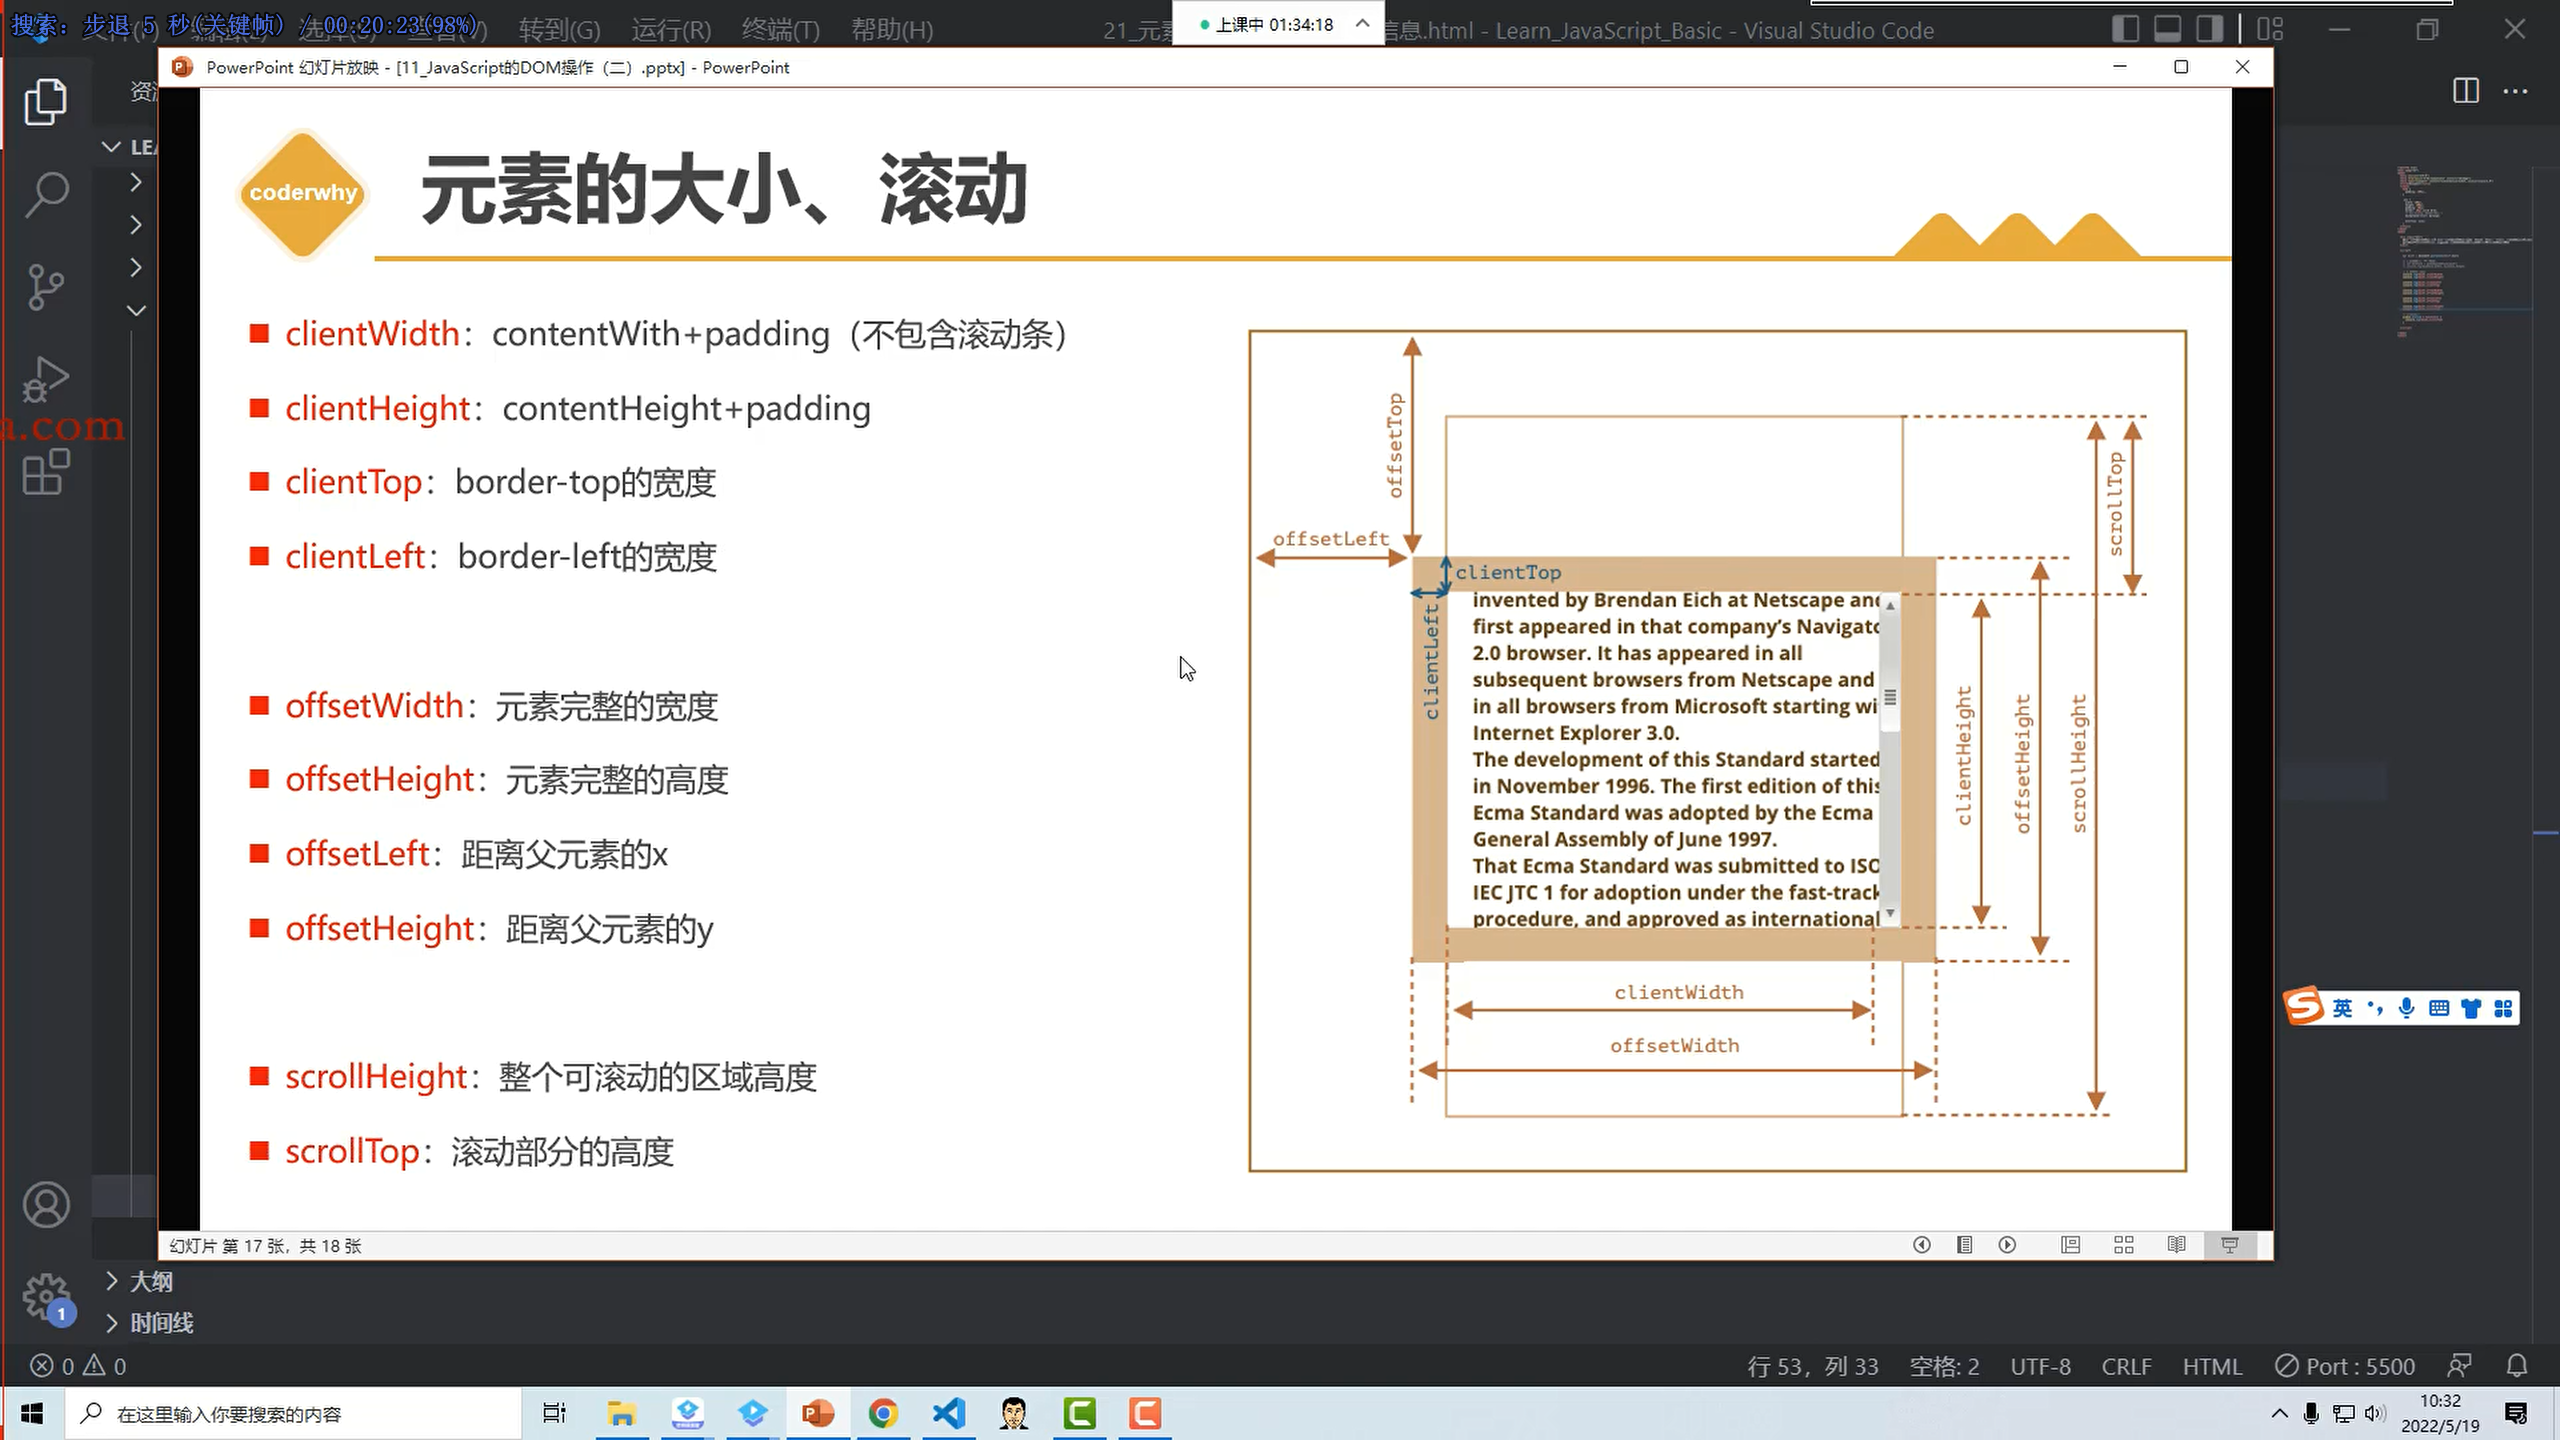 搜索: 步退 5 秒(关键帧) / 00:20:23(98%)
转到(G) 运行(R) 终端(T) 帮助(H)
上课中 01:34:18
信息.html - Learn_JavaScript_Basic - Visual Studio Code
PowerPoint 幻灯片放映 - [11_JavaScript的DOM操作（二）.pptx] - PowerPoint
coderwhy
元素的大小、滚动
clientWidth：contentWith+padding（不包含滚动条）
clientHeight：contentHeight+padding
clientTop：border-top的宽度
clientLeft：border-left的宽度
offsetWidth：元素完整的宽度
offsetHeight：元素完整的高度
offsetLeft：距离父元素的x
offsetHeight：距离父元素的y
scrollHeight：整个可滚动的区域高度
scrollTop：滚动部分的高度
offsetTop
offsetLeft
clientTop
clientLeft
invented by Brendan Eich at Netscape and
first appeared in that company's Navigato
2.0 browser. It has appeared in all
subsequent browsers from Netscape and
in all browsers from Microsoft starting wi
Internet Explorer 3.0.
The development of this Standard started
in November 1996. The first edition of this
Ecma Standard was adopted by the Ecma
General Assembly of June 1997.
That Ecma Standard was submitted to ISO
IEC JTC 1 for adoption under the fast-track
procedure, and approved as international
clientHeight
offsetHeight
scrollHeight
scrollTop
clientWidth
offsetWidth
a.com
英
幻灯片 第 17 张，共 18 张
大纲
1
时间线
0 0
行 53，列 33 空格: 2 UTF-8 CRLF HTML Port : 5500
在这里输入你要搜索的内容
10:32
2022/5/19